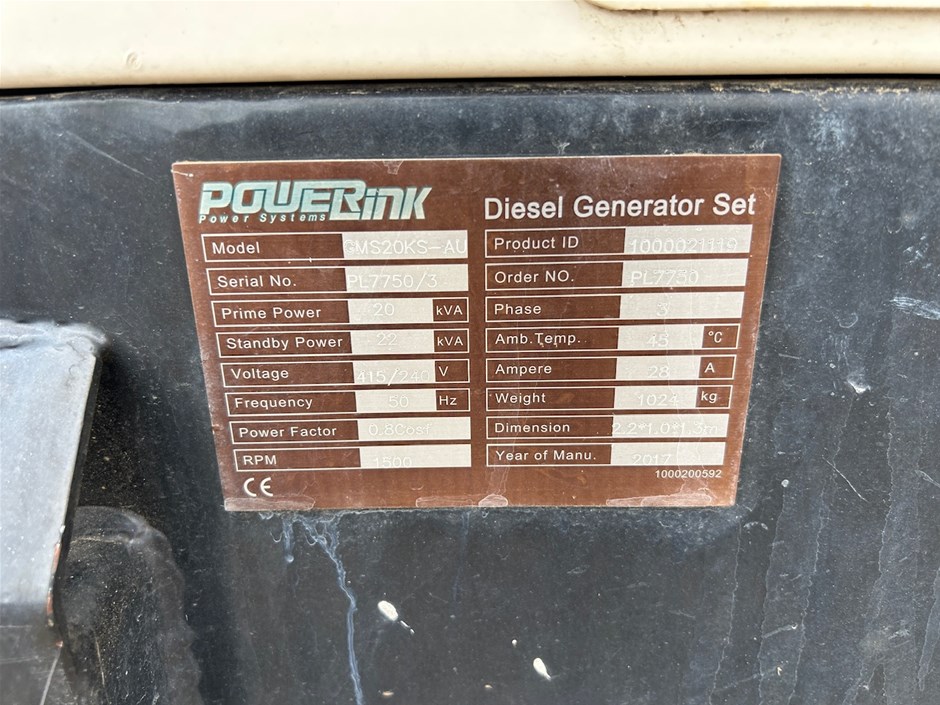 POWERLINK
Power Systems
Diesel Generator Set
Model GMS20KS-AU
Serial No. PL7750/3
Prime Power 20 kVA
Standby Power 22 kVA
Voltage 415/240 V
Frequency 50 Hz
Power Factor 0.8Cos
RPM 1500
CE
Product ID 1000021119
Order NO. PL7750
Phase 3
Amb.Temp. 45 °C
Ampere 28 A
Weight 1024 kg
Dimension 2.2*1.0*1.3m
Year of Manu. 2017
1000200592